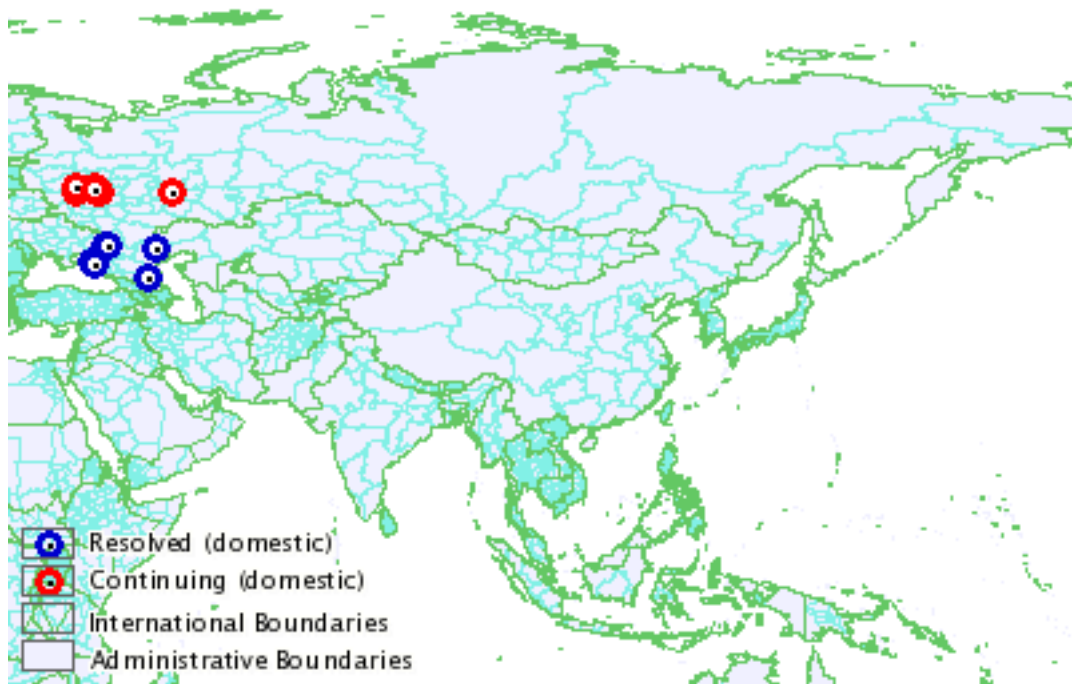 Resolved (domestic)
Continuing (domestic)
International Boundaries
Administrative Boundaries